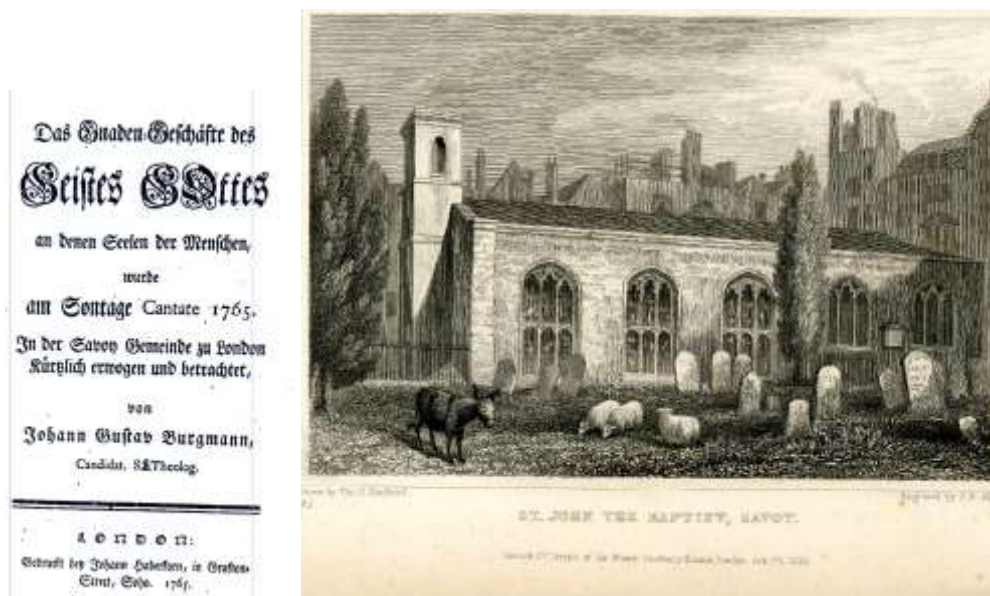 Das Gnaden-Geschäfte des
Geistes GOttes
an denen Seelen der Menschen,
wurde
am Sontage Cantate 1765.
In der Savoy Gemeinde zu London
Kürtzlich erwogen und betrachtet,
von
Johann Gustav Burgmann,
Candidat. Theolog.
LONDON:
Gedruckt bey Johann Haberkorn, in Grafton-
Street, Soho. 1765.
ST. JOHN THE BAPTIST, SAVOY.